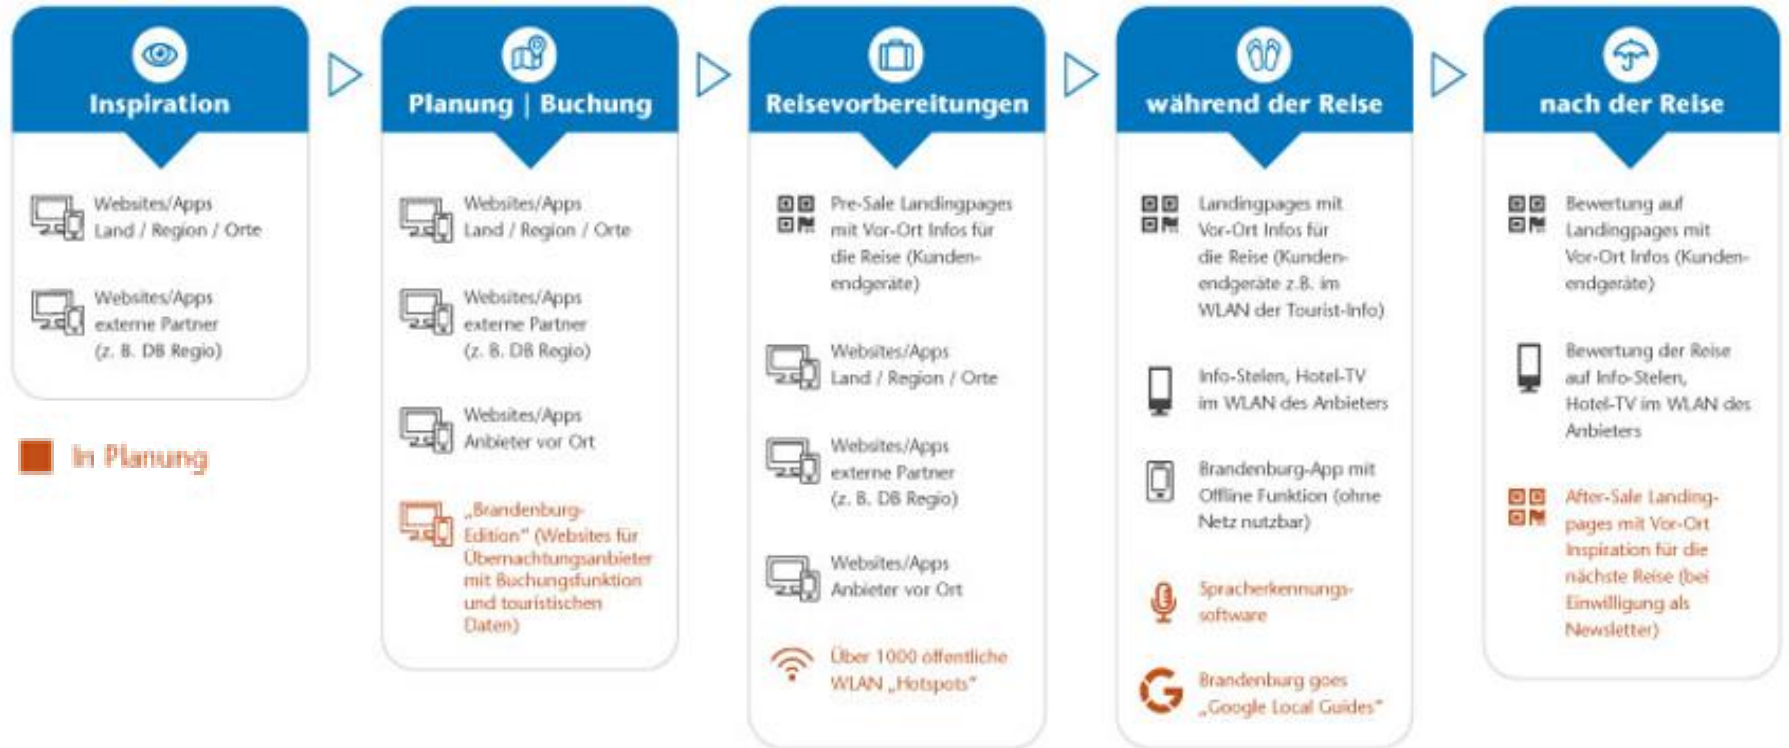 Inspiration
Websites/Apps
Land / Region / Orte
Websites/Apps
externe Partner
(z. B. DB Regio)
In Planung
Planung | Buchung
Websites/Apps
Land / Region / Orte
Websites/Apps
externe Partner
(z. B. DB Regio)
Websites/Apps
Anbieter vor Ort
„Brandenburg-
Edition“ (Websites für
Übernachtungsanbieter
mit Buchungsfunktion
und touristischen
Daten)
Reisevorbereitungen
Pre-Sale Landingpages
mit Vor-Ort Infos für
die Reise (Kunden-
endgeräte)
Websites/Apps
Land / Region / Orte
Websites/Apps
externe Partner
(z. B. DB Regio)
Websites/Apps
Anbieter vor Ort
Über 1000 öffentliche
WLAN „Hotspots“
während der Reise
Landingpages mit
Vor-Ort Infos für
die Reise (Kunden-
endgeräte z.B. im
WLAN der Tourist-Info)
Info-Stelen, Hotel-TV
im WLAN des Anbieters
Brandenburg-App mit
Offline Funktion (ohne
Netz nutzbar)
Spracherkennungs-
software
Brandenburg goes
„Google Local Guides“
nach der Reise
Bewertung auf
Landingpages mit
Vor-Ort Infos (Kunden-
endgeräte)
Bewertung der Reise
auf Info-Stelen,
Hotel-TV im WLAN des
Anbieters
After-Sale Landing-
pages mit Vor-Ort
Inspiration für die
nächste Reise (bei
Einwilligung als
Newsletter)